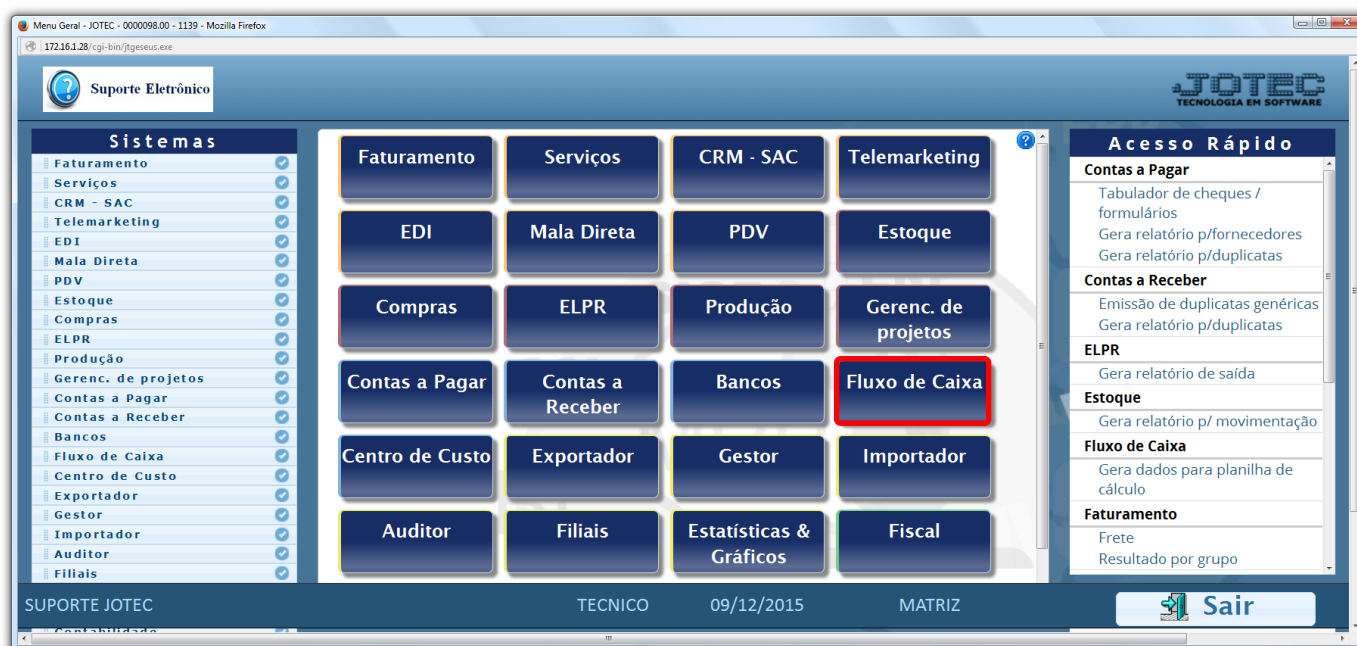 Menu Geral - JOTEC - 0000098.00 - 1139 - Mozilla Firefox
172.16.1.28/cgi-bin/jtgeseus.exe
Suporte Eletrônico
JOTEC
TECNOLOGIA EM SOFTWARE
Sistemas
Faturamento
Serviços
CRM - SAC
Telemarketing
EDI
Mala Direta
PDV
Estoque
Compras
ELPR
Produção
Gerenc. de projetos
Contas a Pagar
Contas a Receber
Bancos
Fluxo de Caixa
Centro de Custo
Exportador
Gestor
Importador
Auditor
Filiais
Contabilidade
Faturamento
Serviços
CRM - SAC
Telemarketing
EDI
Mala Direta
PDV
Estoque
Compras
ELPR
Produção
Gerenc. de
projetos
Contas a Pagar
Contas a
Receber
Bancos
Fluxo de Caixa
Centro de Custo
Exportador
Gestor
Importador
Auditor
Filiais
Estatísticas &
Gráficos
Fiscal
Acesso Rápido
Contas a Pagar
Tabulador de cheques /
formulários
Gera relatório p/fornecedores
Gera relatório p/duplicatas
Contas a Receber
Emissão de duplicatas genéricas
Gera relatório p/duplicatas
ELPR
Gera relatório de saída
Estoque
Gera relatório p/ movimentação
Fluxo de Caixa
Gera dados para planilha de
cálculo
Faturamento
Frete
Resultado por grupo
SUPORTE JOTEC
TECNICO
09/12/2015
MATRIZ
Sair